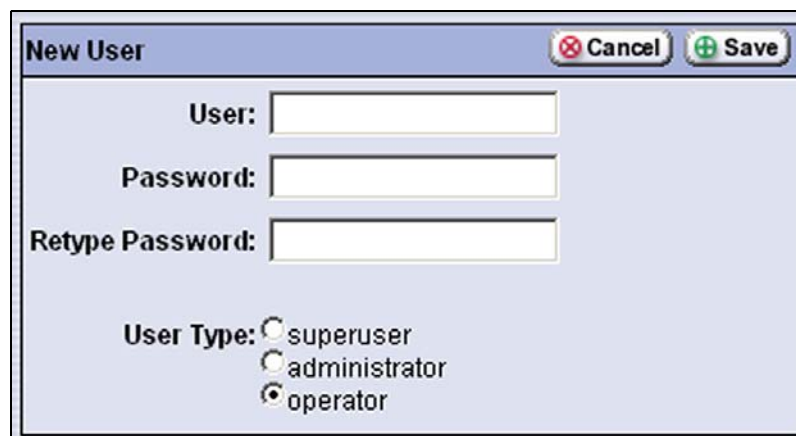 New User Cancel Save
User:
Password:
Retype Password:
User Type: superuser
administrator
operator